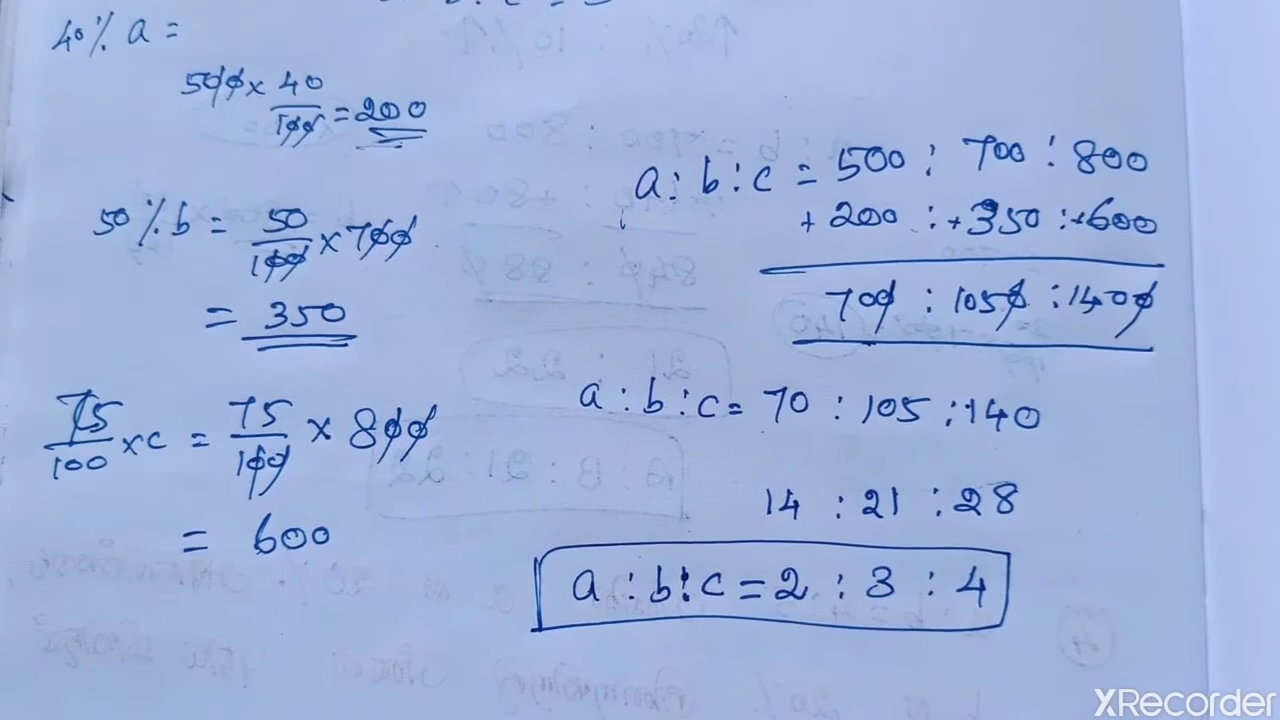 40% a =
500 x 40/100 = 200
50% b = 50/100 x 700
= 350
75/100 x c = 75/100 x 800
= 600
a : b : c = 500 : 700 : 800
+ 200 : + 350 : + 600
700 : 1050 : 1400
a : b : c = 70 : 105 : 140
14 : 21 : 28
a : b : c = 2 : 3 : 4
XRecorder